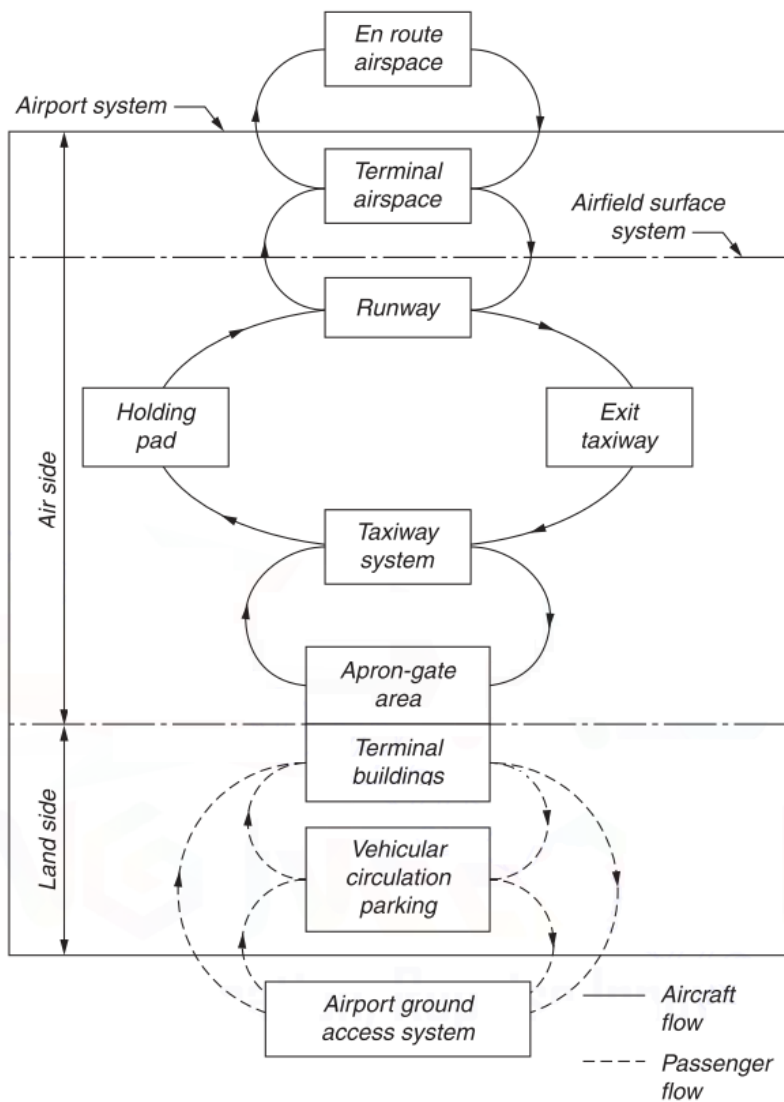 En route
airspace
Airport system
Terminal
airspace
Airfield surface
system
Runway
Holding
pad
Exit
taxiway
Air side
Taxiway
system
Apron-gate
area
Terminal
buildings
Land side
Vehicular
circulation
parking
Airport ground
access system
Aircraft
flow
Passenger
flow